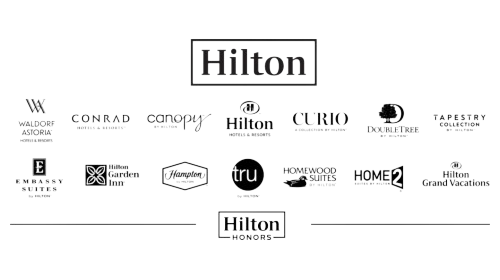 Hilton
WALDORF
ASTORIA
HOTELS & RESORTS
CONRAD
HOTELS & RESORTS
canopy
BY HILTON
Hilton
HOTELS & RESORTS
CURIO
A COLLECTION BY HILTON
DOUBLETREE
BY HILTON
TAPESTRY
COLLECTION
BY HILTON
E
EMBASSY
SUITES
by HILTON
Hilton
Garden
Inn
Hampton
by HILTON
tru
by HILTON
HOMEWOOD
SUITES
BY HILTON
HOME2
SUITES BY HILTON
Hilton
Grand Vacations
Hilton
HONORS